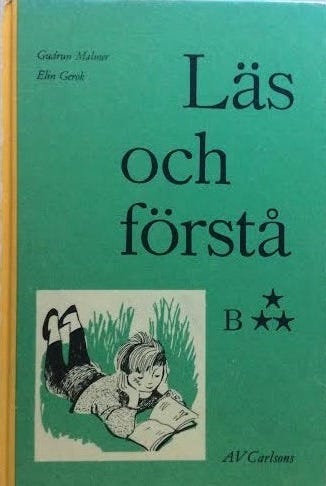 Gudrun Malmer
Elin Gerok
Läs
och
förstå
B
AV Carlsons